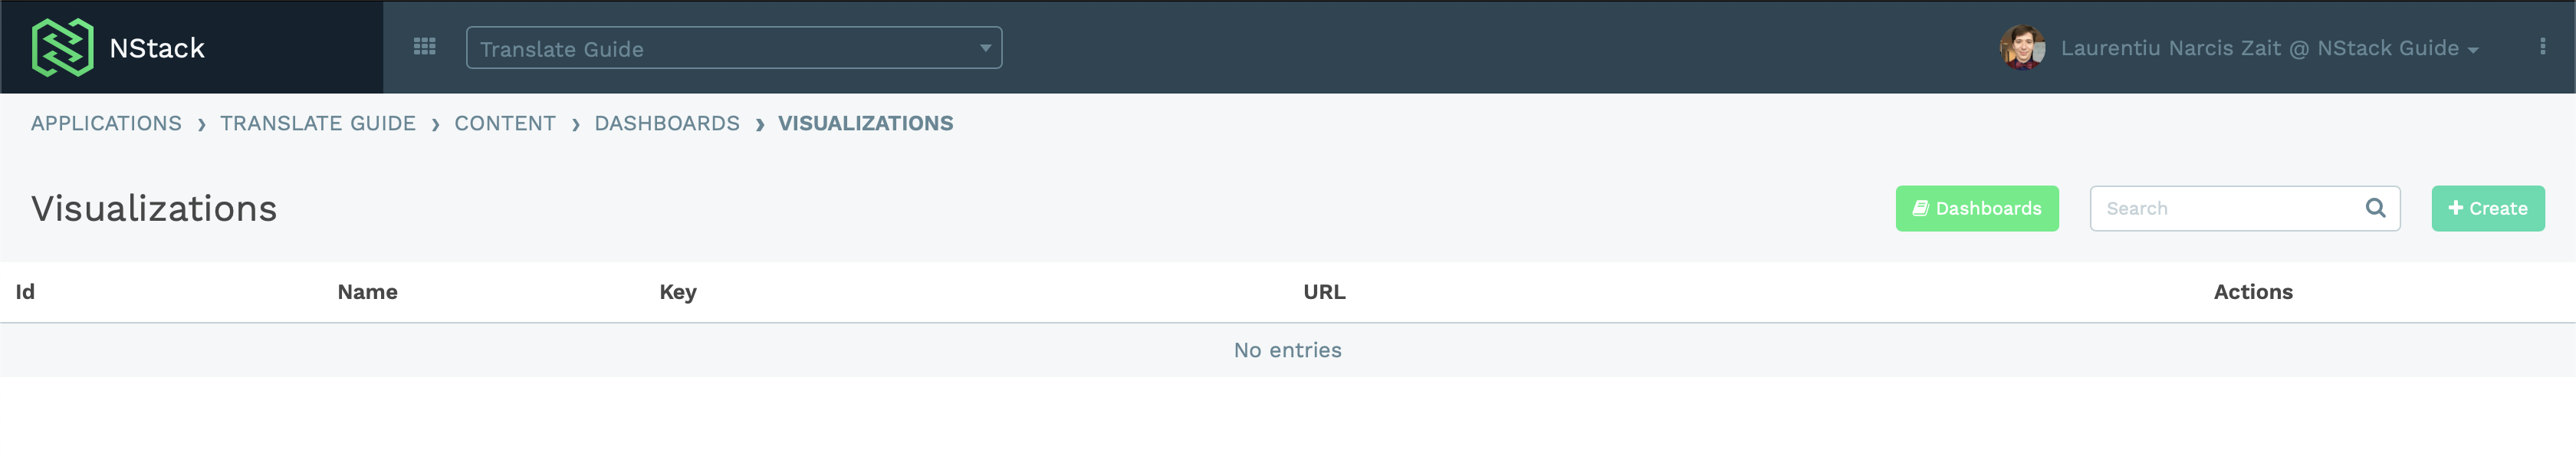 NStack
Translate Guide
Laurentiu Narcis Zait @ NStack Guide
APPLICATIONS › TRANSLATE GUIDE › CONTENT › DASHBOARDS › VISUALIZATIONS
Visualizations
Dashboards
Search
+ Create
Id Name Key URL Actions
No entries